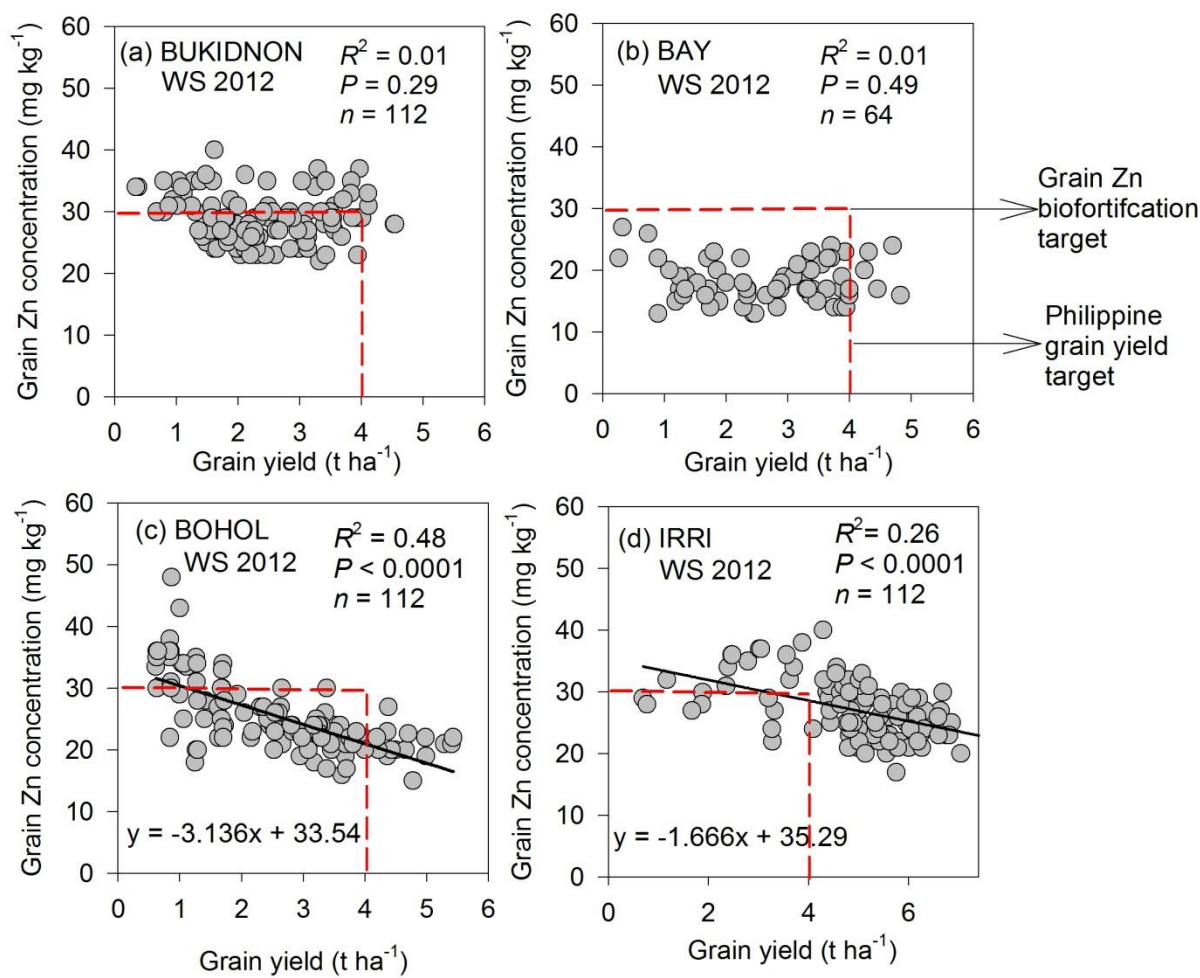 Grain Zn concentration (mg kg⁻¹)
60
50
40
30
20
10
0
(a) BUKIDNON
WS 2012
R² = 0.01
P = 0.29
n = 112
0 1 2 3 4 5 6
Grain yield (t ha⁻¹)
Grain Zn concentration (mg kg⁻¹)
60
50
40
30
20
10
0
(b) BAY
WS 2012
R² = 0.01
P = 0.49
n = 64
0 1 2 3 4 5 6
Grain yield (t ha⁻¹)
Grain Zn
biofortifcation
target
Philippine
grain yield
target
Grain Zn concentration (mg kg⁻¹)
60
50
40
30
20
10
0
(c) BOHOL
WS 2012
R² = 0.48
P < 0.0001
n = 112
y = -3.136x + 33.54
0 1 2 3 4 5 6
Grain yield (t ha⁻¹)
Grain Zn concentration (mg kg⁻¹)
60
50
40
30
20
10
0
(d) IRRI
WS 2012
R²= 0.26
P < 0.0001
n = 112
y = -1.666x + 35.29
0 2 4 6
Grain yield (t ha⁻¹)